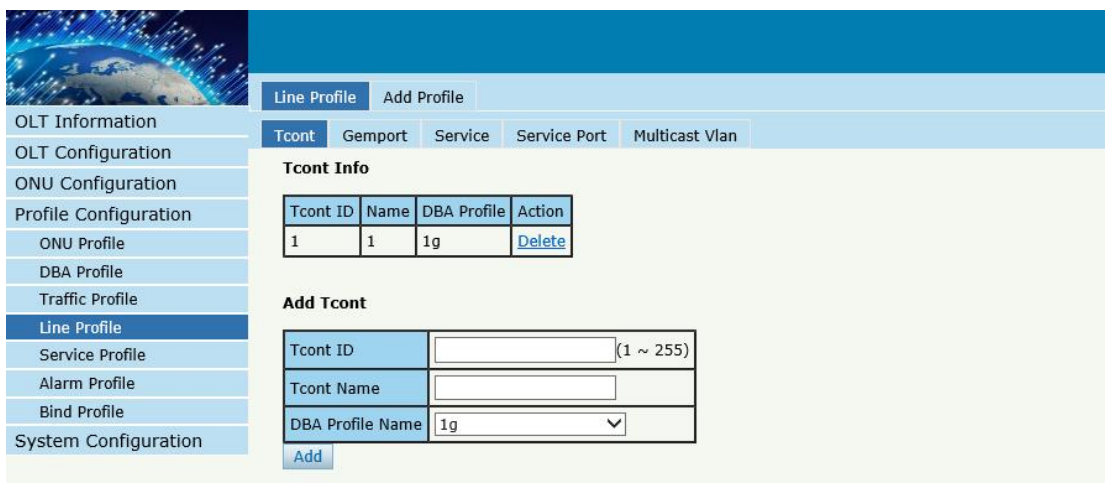 Line Profile Add Profile
Tcont Gemport Service Service Port Multicast Vlan
OLT Information
OLT Configuration
ONU Configuration
Profile Configuration
ONU Profile
DBA Profile
Traffic Profile
Line Profile
Service Profile
Alarm Profile
Bind Profile
System Configuration
Tcont Info
Tcont ID Name DBA Profile Action
1 1 1g Delete
Add Tcont
Tcont ID (1 ~ 255)
Tcont Name
DBA Profile Name 1g
Add